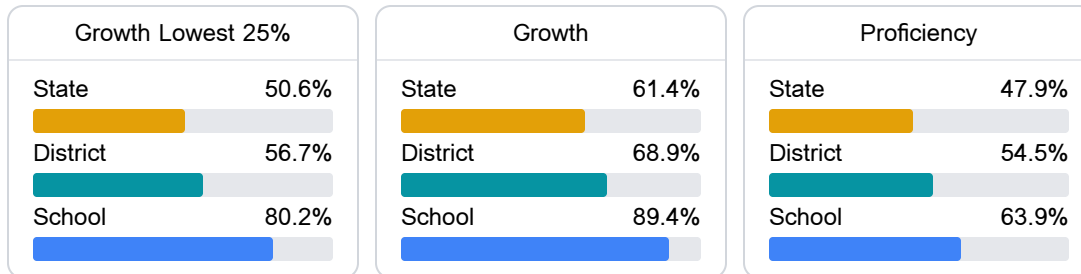 Growth Lowest 25%
State 50.6%
District 56.7%
School 80.2%
Growth
State 61.4%
District 68.9%
School 89.4%
Proficiency
State 47.9%
District 54.5%
School 63.9%